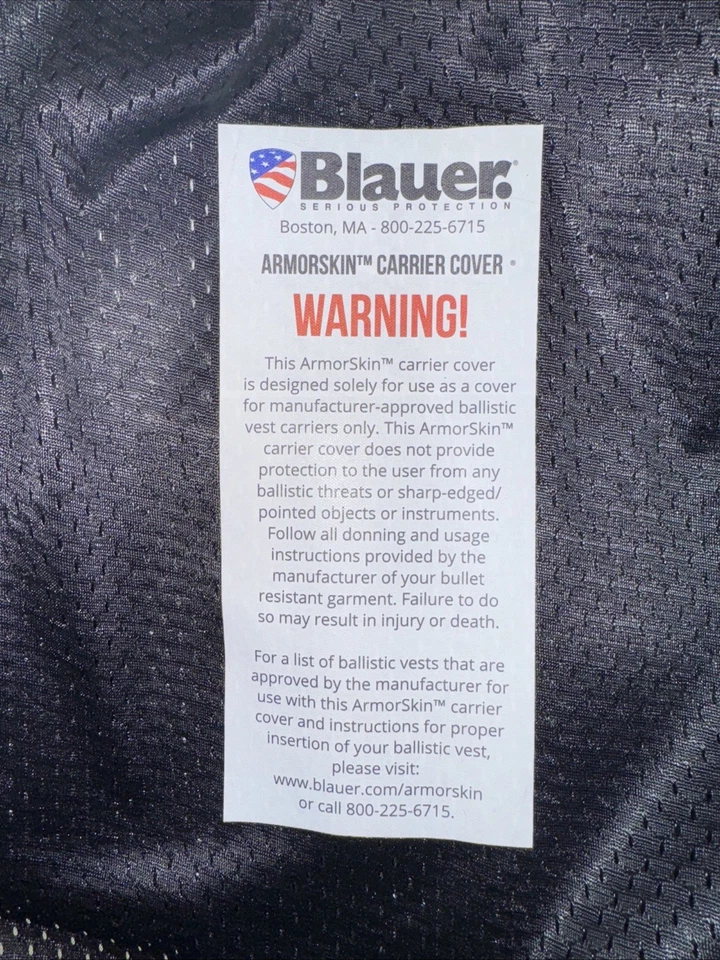 Blauer.®
SERIOUS PROTECTION
Boston, MA - 800-225-6715
ARMORSKIN™ CARRIER COVER
WARNING!
This ArmorSkin™ carrier cover
is designed solely for use as a cover
for manufacturer-approved ballistic
vest carriers only. This ArmorSkin™
carrier cover does not provide
protection to the user from any
ballistic threats or sharp-edged/
pointed objects or instruments.
Follow all donning and usage
instructions provided by the
manufacturer of your bullet
resistant garment. Failure to do
so may result in injury or death.
For a list of ballistic vests that are
approved by the manufacturer for
use with this ArmorSkin™ carrier
cover and instructions for proper
insertion of your ballistic vest,
please visit:
www.blauer.com/armorskin
or call 800-225-6715.